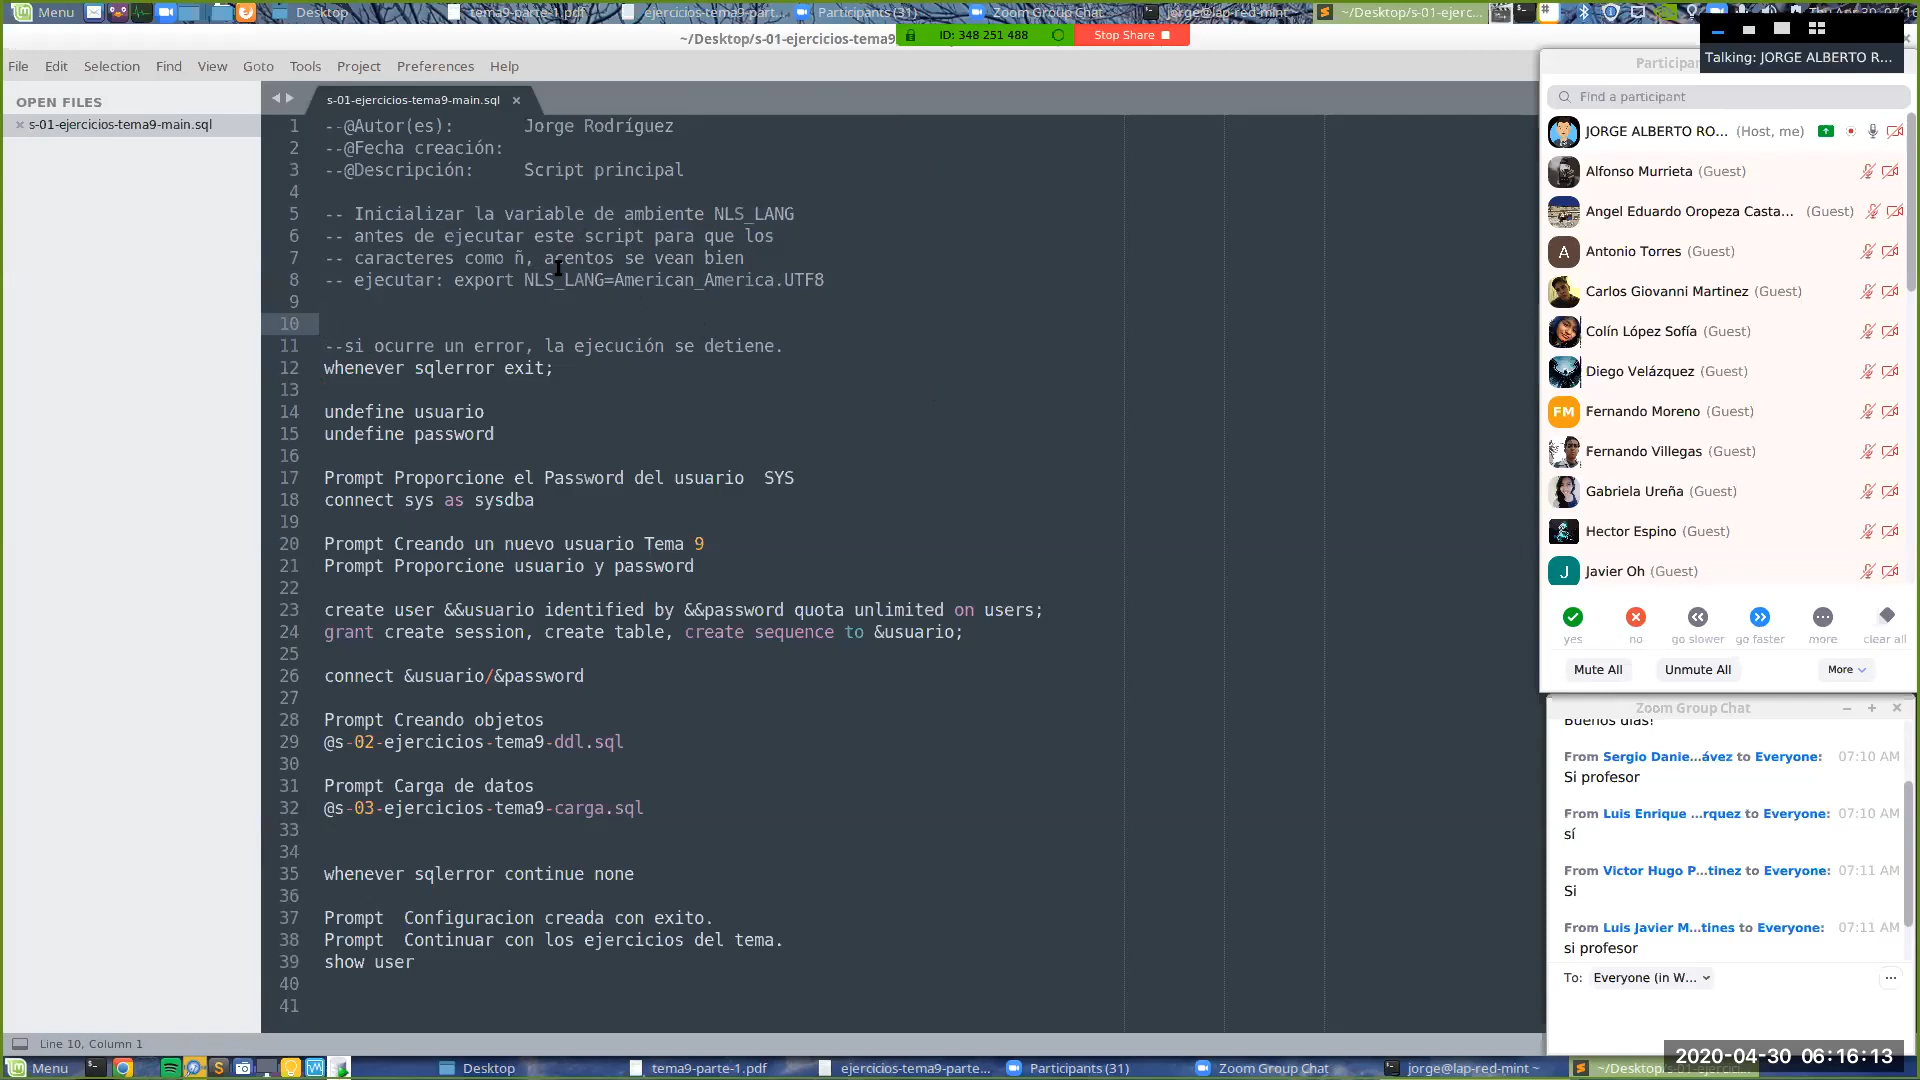 Menu
Desktop
tema9-parte-1.pdf
ejercicios-tema9-part...
Participants (31)
Zoom Group Chat
jorge@lap-red-mint
~/Desktop/s-01-ejerc...
~/Desktop/s-01-ejercicios-tema9
ID: 348 251 488
Stop Share
Talking: JORGE ALBERTO R...
File Edit Selection Find View Goto Tools Project Preferences Help
OPEN FILES
s-01-ejercicios-tema9-main.sql
s-01-ejercicios-tema9-main.sql
1 --@Autor(es): Jorge Rodríguez
2 --@Fecha creación:
3 --@Descripción: Script principal
4
5 -- Inicializar la variable de ambiente NLS_LANG
6 -- antes de ejecutar este script para que los
7 -- caracteres como ñ, acentos se vean bien
8 -- ejecutar: export NLS_LANG=American_America.UTF8
9
10
11 --si ocurre un error, la ejecución se detiene.
12 whenever sqlerror exit;
13
14 undefine usuario
15 undefine password
16
17 Prompt Proporcione el Password del usuario  SYS
18 connect sys as sysdba
19
20 Prompt Creando un nuevo usuario Tema 9
21 Prompt Proporcione usuario y password
22
23 create user &&usuario identified by &&password quota unlimited on users;
24 grant create session, create table, create sequence to &usuario;
25
26 connect &usuario/&password
27
28 Prompt Creando objetos
29 @s-02-ejercicios-tema9-ddl.sql
30
31 Prompt Carga de datos
32 @s-03-ejercicios-tema9-carga.sql
33
34
35 whenever sqlerror continue none
36
37 Prompt  Configuracion creada con exito.
38 Prompt  Continuar con los ejercicios del tema.
39 show user
40
41
Line 10, Column 1
Find a participant
JORGE ALBERTO RO... (Host, me)
Alfonso Murrieta (Guest)
Angel Eduardo Oropeza Casta... (Guest)
A Antonio Torres (Guest)
Carlos Giovanni Martinez (Guest)
Colín López Sofía (Guest)
Diego Velázquez (Guest)
FM Fernando Moreno (Guest)
Fernando Villegas (Guest)
Gabriela Ureña (Guest)
Hector Espino (Guest)
J Javier Oh (Guest)
yes no go slower go faster more clear all
Mute All Unmute All More
Zoom Group Chat
Buenos días!
From Sergio Danie...ávez to Everyone: 07:10 AM
Si profesor
From Luis Enrique ...rquez to Everyone: 07:10 AM
sí
From Victor Hugo P...tinez to Everyone: 07:11 AM
Si
From Luis Javier M...tines to Everyone: 07:11 AM
si profesor
To: Everyone (in W...
2020-04-30 06:16:13
Menu
Desktop
tema9-parte-1.pdf
ejercicios-tema9-parte...
Participants (31)
Zoom Group Chat
jorge@lap-red-mint ~